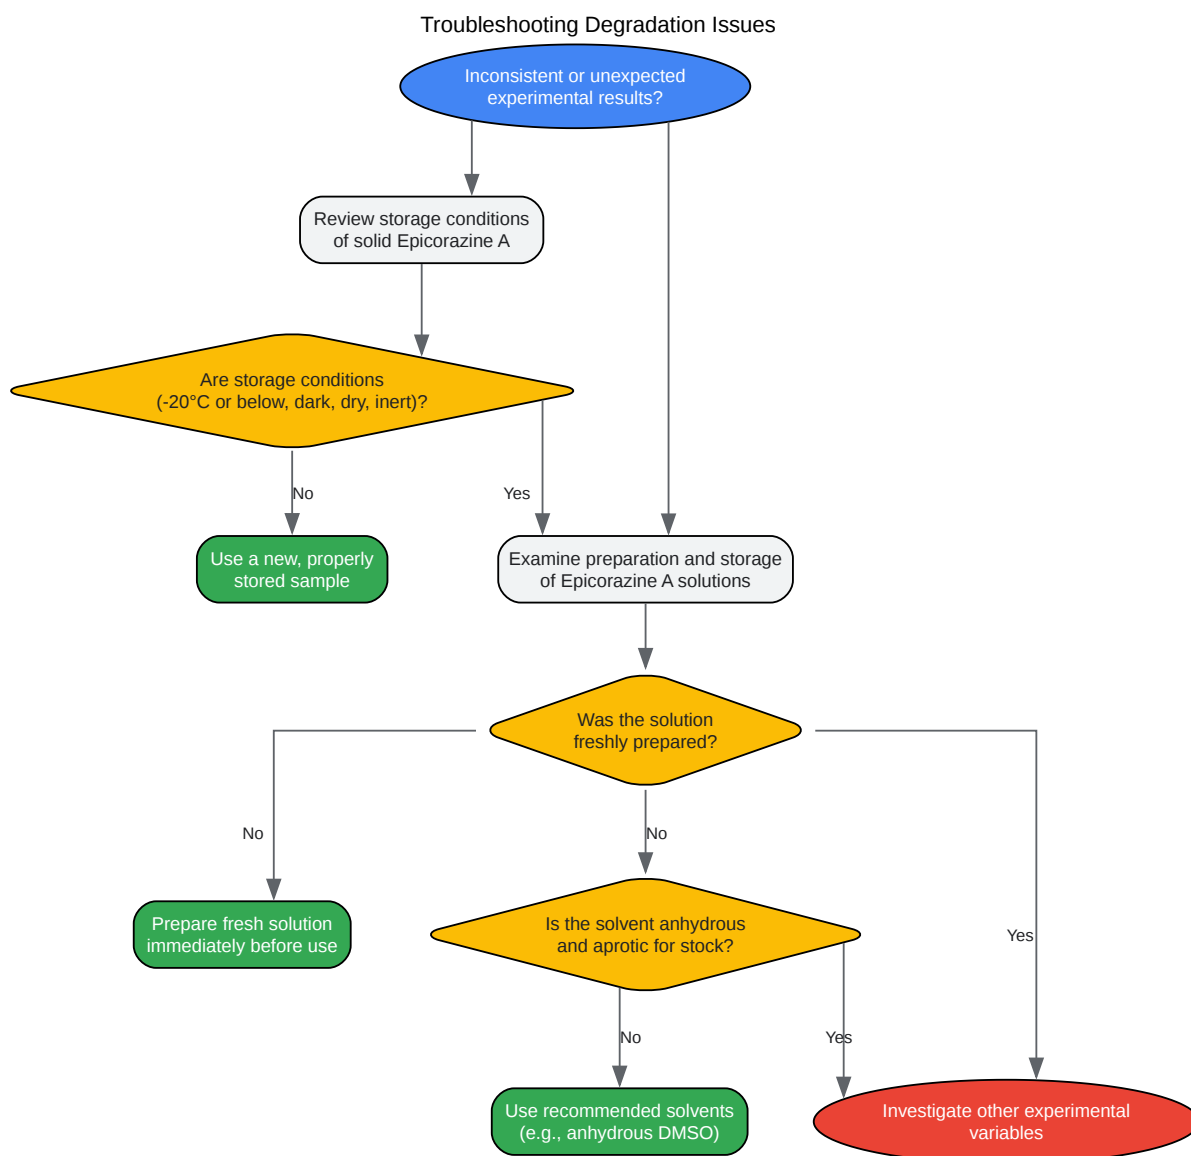 Troubleshooting Degradation Issues
Inconsistent or unexpected
experimental results?
Review storage conditions
of solid Epicorazine A
Are storage conditions
(-20°C or below, dark, dry, inert)?
No
Yes
Use a new, properly
stored sample
Examine preparation and storage
of Epicorazine A solutions
Was the solution
freshly prepared?
No
No
Yes
Prepare fresh solution
immediately before use
Is the solvent anhydrous
and aprotic for stock?
No
Yes
Use recommended solvents
(e.g., anhydrous DMSO)
Investigate other experimental
variables